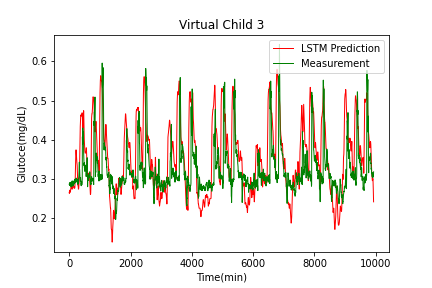 Virtual Child 3
LSTM Prediction
Measurement
Glutoce(mg/dL)
0.6
0.5
0.4
0.3
0.2
0
2000
4000
6000
8000
10000
Time(min)